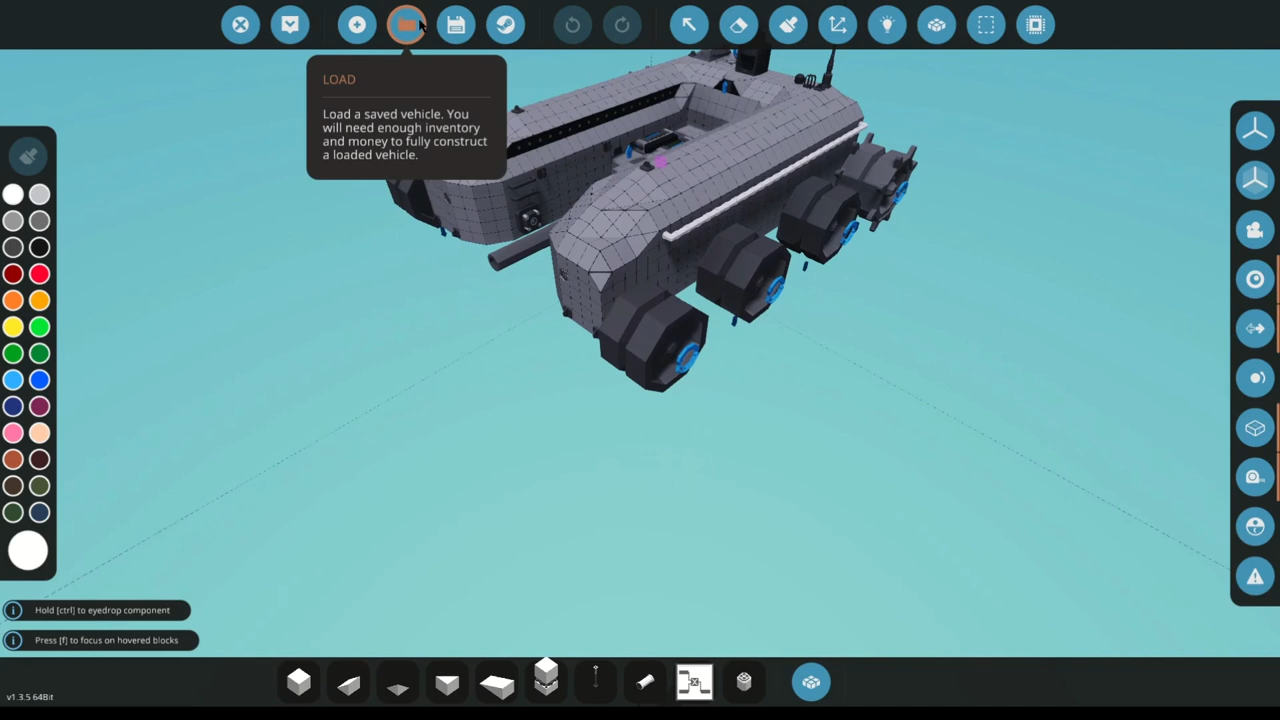 LOAD
Load a saved vehicle. You
will need enough inventory
and money to fully construct
a loaded vehicle.
Hold [ctrl] to eyedrop component
Press [f] to focus on hovered blocks
v1.3.5 64Bit